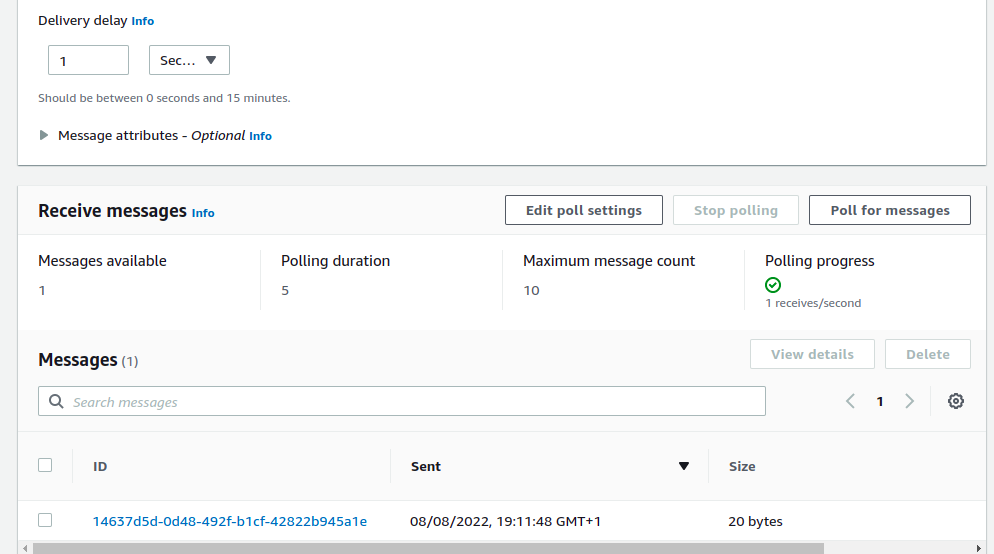 Delivery delay Info
1 Sec...
Should be between 0 seconds and 15 minutes.
Message attributes - Optional Info
Receive messages Info Edit poll settings Stop polling Poll for messages
Messages available Polling duration Maximum message count Polling progress
1 5 10
1 receives/second
Messages (1) View details Delete
Search messages 1
ID Sent Size
14637d5d-0d48-492f-b1cf-42822b945a1e 08/08/2022, 19:11:48 GMT+1 20 bytes